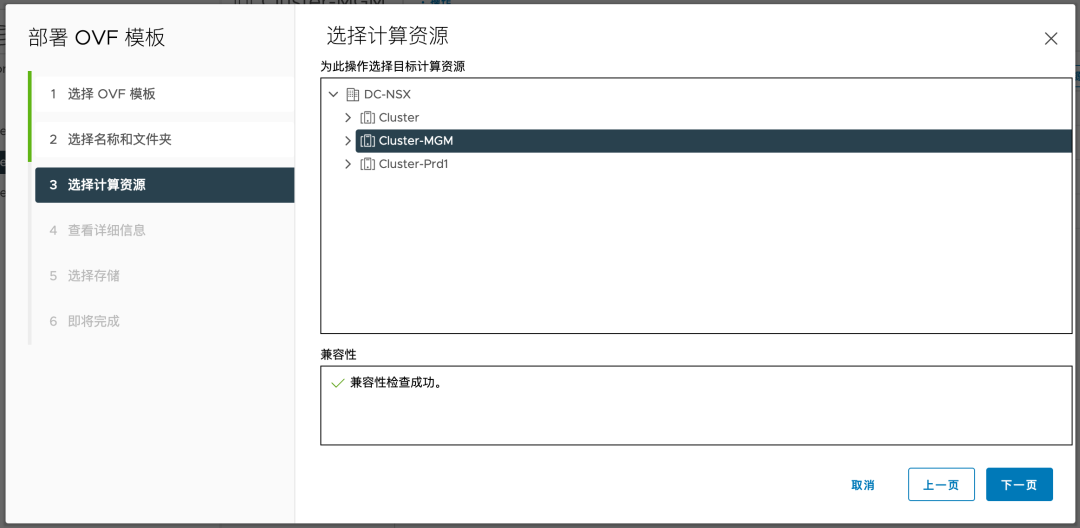 部署 OVF 模板
1 选择 OVF 模板
2 选择名称和文件夹
3 选择计算资源
4 查看详细信息
5 选择存储
6 即将完成
选择计算资源
为此操作选择目标计算资源
DC-NSX
Cluster
Cluster-MGM
Cluster-Prd1
兼容性
兼容性检查成功。
取消
上一页
下一页